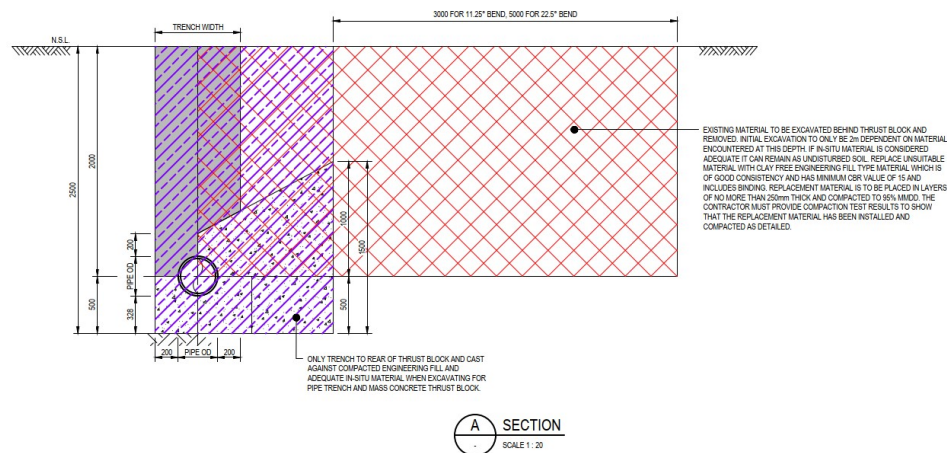 3000 FOR 11.25° BEND, 5000 FOR 22.5° BEND
TRENCH WIDTH
N.S.L.
2500
2000
500
200
PIPE OD
328
200
PIPE OD
200
1000
1500
500
EXISTING MATERIAL TO BE EXCAVATED BEHIND THRUST BLOCK AND
REMOVED. INITIAL EXCAVATION TO ONLY BE 2m DEPENDENT ON MATERIAL
ENCOUNTERED AT THIS DEPTH. IF IN-SITU MATERIAL IS CONSIDERED
ADEQUATE IT CAN REMAIN AS UNDISTURBED SOIL. REPLACE UNSUITABLE
MATERIAL WITH CLAY FREE ENGINEERING FILL TYPE MATERIAL WHICH IS
OF GOOD CONSISTENCY AND HAS MINIMUM CBR VALUE OF 15 AND
INCLUDES BINDING. REPLACEMENT MATERIAL IS TO BE PLACED IN LAYERS
OF NO MORE THAN 250mm THICK AND COMPACTED TO 95% MMDD. THE
CONTRACTOR MUST PROVIDE COMPACTION TEST RESULTS TO SHOW
THAT THE REPLACEMENT MATERIAL HAS BEEN INSTALLED AND
COMPACTED AS DETAILED.
ONLY TRENCH TO REAR OF THRUST BLOCK AND CAST
AGAINST COMPACTED ENGINEERING FILL AND
ADEQUATE IN-SITU MATERIAL WHEN EXCAVATING FOR
PIPE TRENCH AND MASS CONCRETE THRUST BLOCK.
A SECTION
- SCALE 1 : 20